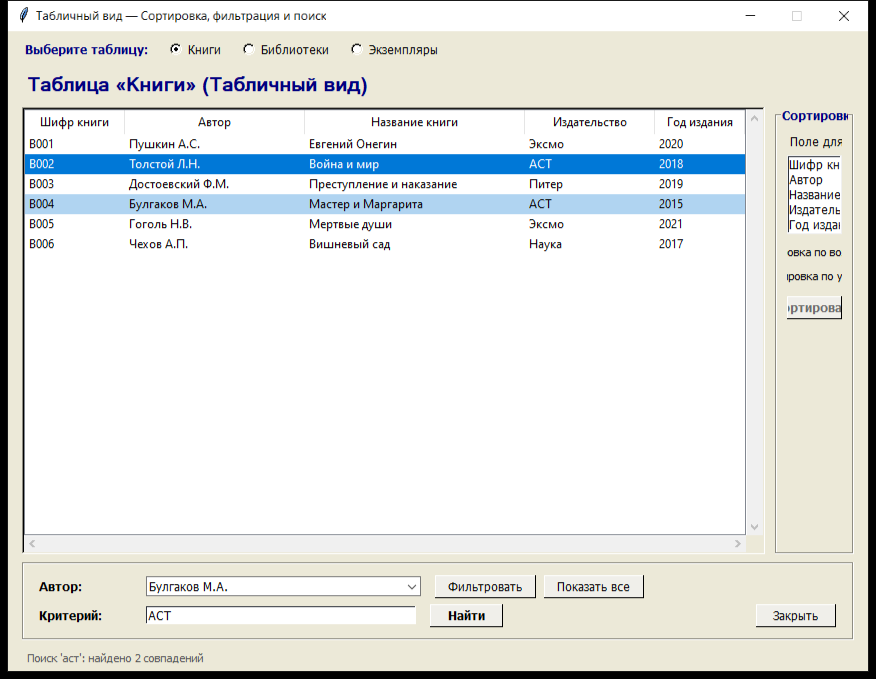 Табличный вид — Сортировка, фильтрация и поиск
Выберите таблицу: Книги Библиотеки Экземпляры
Таблица «Книги» (Табличный вид)
Шифр книги Автор Название книги Издательство Год издания
B001 Пушкин А.С. Евгений Онегин Эксмо 2020
B002 Толстой Л.Н. Война и мир АСТ 2018
B003 Достоевский Ф.М. Преступление и наказание Питер 2019
B004 Булгаков М.А. Мастер и Маргарита АСТ 2015
B005 Гоголь Н.В. Мертвые души Эксмо 2021
B006 Чехов А.П. Вишневый сад Наука 2017
Сортировк
Поле для
Шифр кн
Автор
Название
Издатель
Год изда
овка по во
ровка по у
ртирова
Автор: Булгаков М.А. Фильтровать Показать все
Критерий: АСТ Найти Закрыть
Поиск 'аст': найдено 2 совпадений